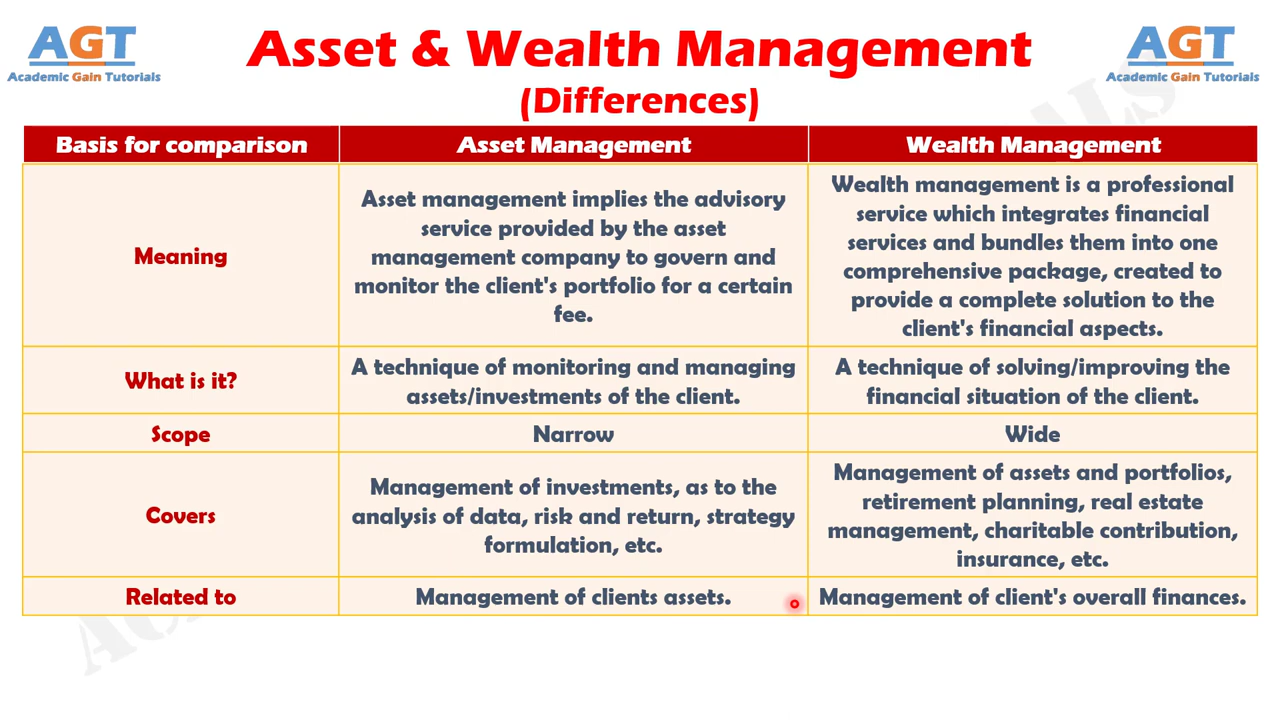 AGT
Academic Gain Tutorials
Asset & Wealth Management
(Differences)
AGT
Academic Gain Tutorials
Basis for comparison
Asset Management
Wealth Management
Meaning
Asset management implies the advisory
service provided by the asset
management company to govern and
monitor the client's portfolio for a certain
fee.
Wealth management is a professional
service which integrates financial
services and bundles them into one
comprehensive package, created to
provide a complete solution to the
client's financial aspects.
What is it?
A technique of monitoring and managing
assets/investments of the client.
A technique of solving/improving the
financial situation of the client.
Scope
Narrow
Wide
Covers
Management of investments, as to the
analysis of data, risk and return, strategy
formulation, etc.
Management of assets and portfolios,
retirement planning, real estate
management, charitable contribution,
insurance, etc.
Related to
Management of clients assets.
Management of client's overall finances.